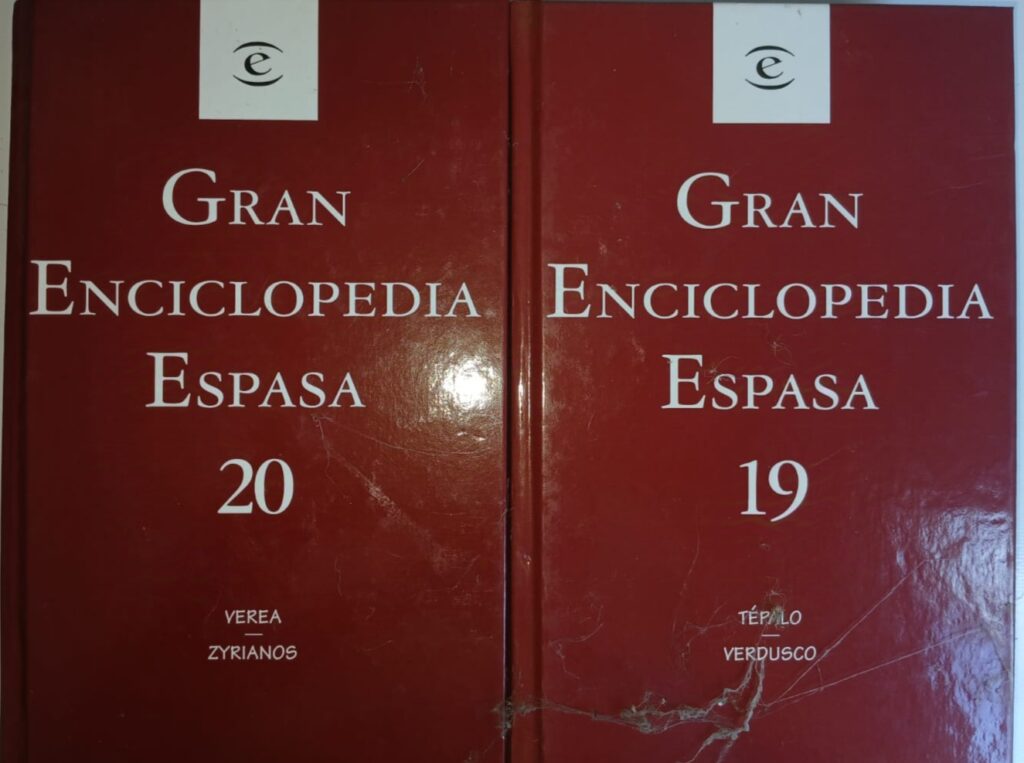 e
GRAN
ENCICLOPEDIA
ESPASA
20
VEREA
—
ZYRIANOS
e
GRAN
ENCICLOPEDIA
ESPASA
19
TÉPALO
—
VERDUSCO